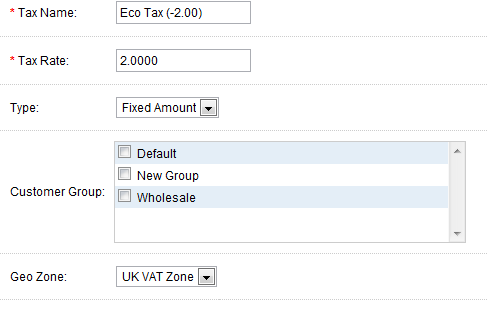 * Tax Name: Eco Tax (-2.00)
* Tax Rate: 2.0000
Type: Fixed Amount
Default
New Group
Customer Group:
Wholesale
Geo Zone: UK VAT Zone